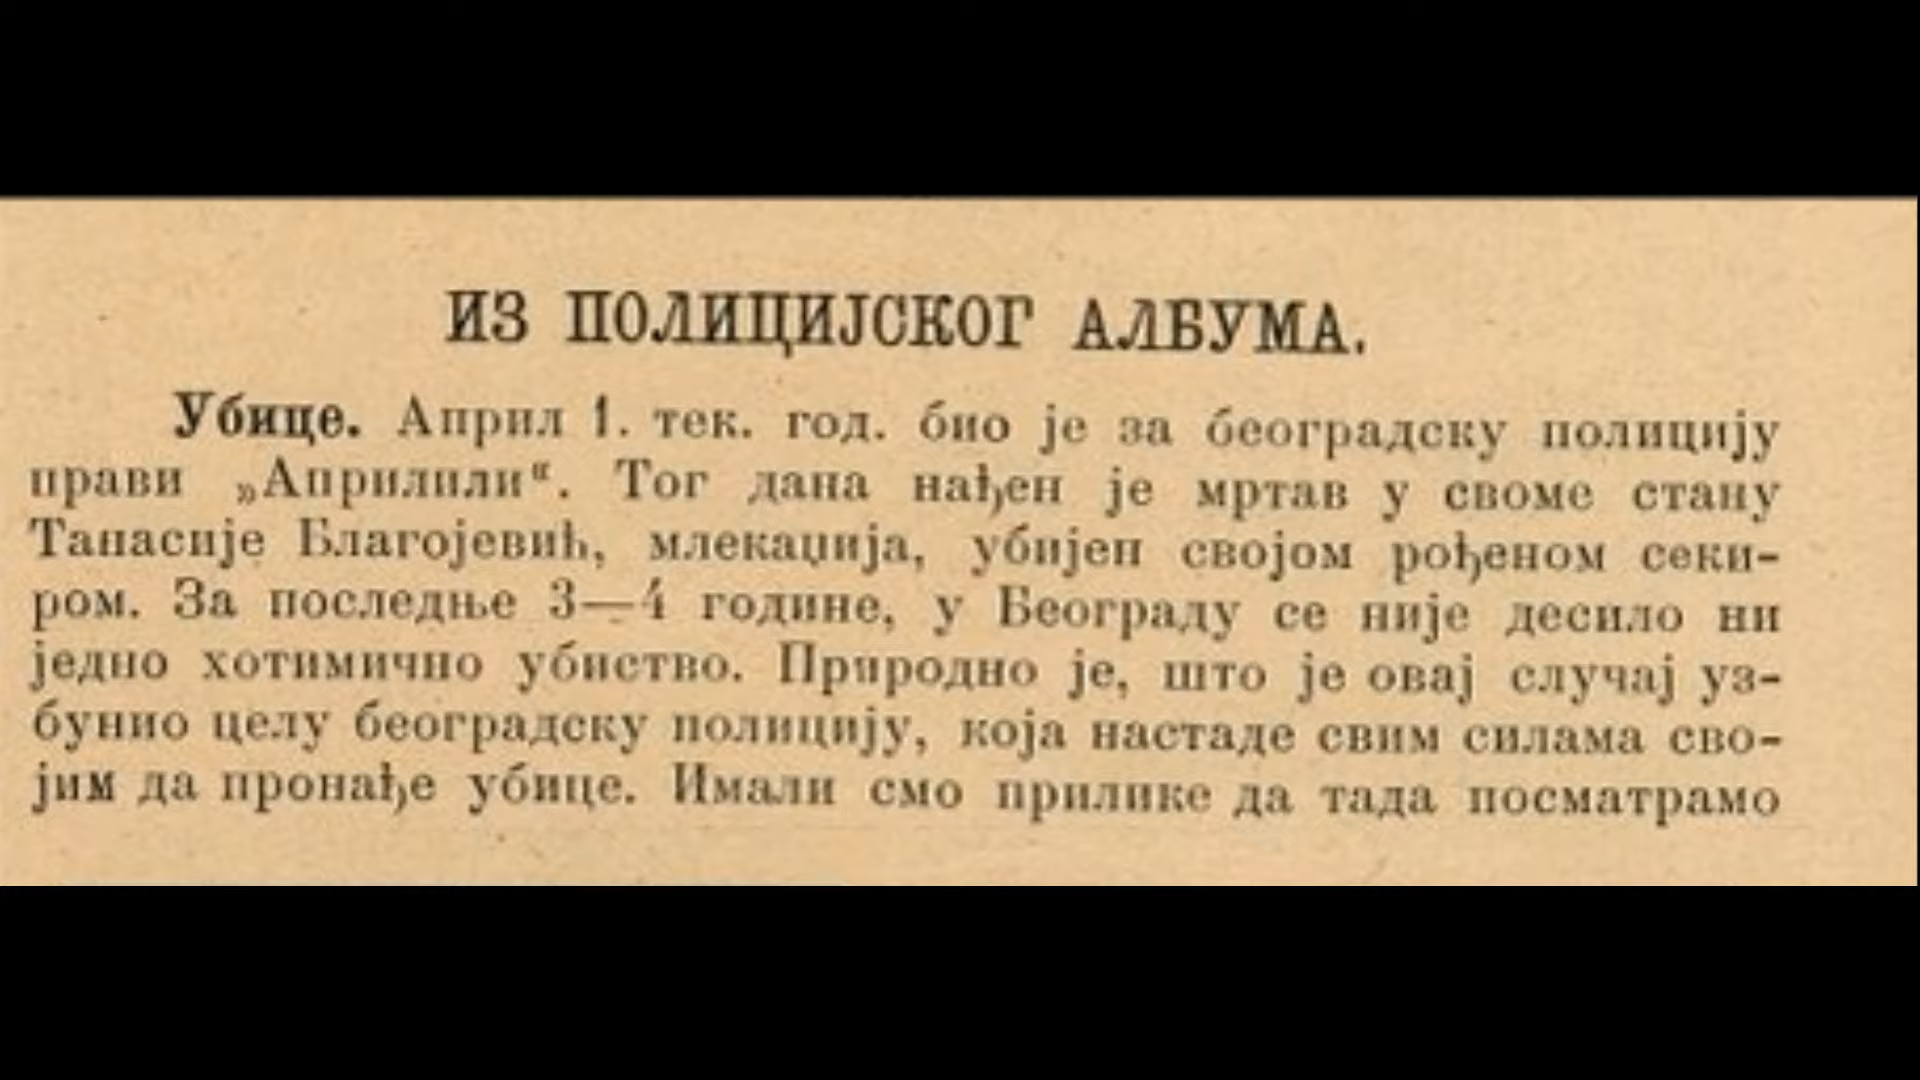 ИЗ ПОЛИЦИЈСКОГ АЛБУМА.
Убице. Април 1. тек. год. био је за београдску полицију
прави „Априлили“. Тог дана нађен је мртав у своме стану
Танасије Благојевић, млекаџија, убијен својом рођеном секи-
ром. За последње 3—4 године, у Београду се није десило ни
једно хотимично убиство. Природно је, што је овај случај уз-
бунио целу београдску полицију, која настаде свим силама сво-
јим да пронађе убице. Имали смо прилике да тада посматрамо